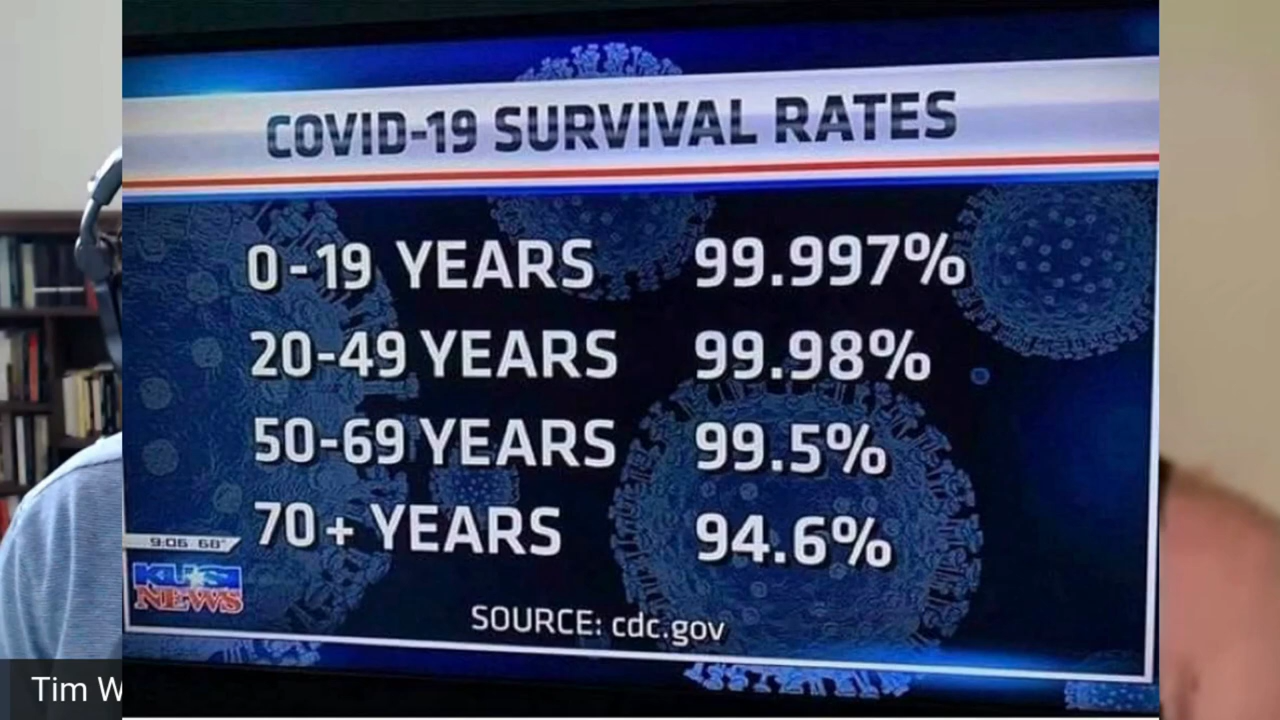 COVID-19 SURVIVAL RATES
0-19 YEARS 99.997%
20-49 YEARS 99.98%
50-69 YEARS 99.5%
70+ YEARS 94.6%
9:06 68°
KUSI
NEWS
SOURCE: cdc.gov
Tim W